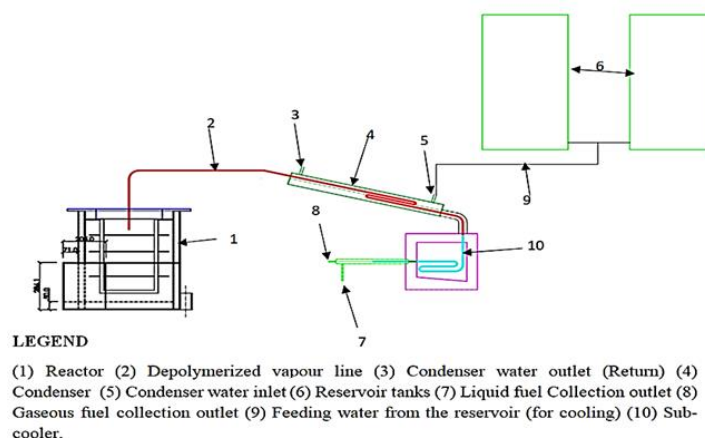 6
2
3
4
5
9
8
10
1
7
LEGEND
(1) Reactor (2) Depolymerized vapour line (3) Condenser water outlet (Return) (4)
Condenser (5) Condenser water inlet (6) Reservoir tanks (7) Liquid fuel Collection outlet (8)
Gaseous fuel collection outlet (9) Feeding water from the reservoir (for cooling) (10) Sub-
cooler.